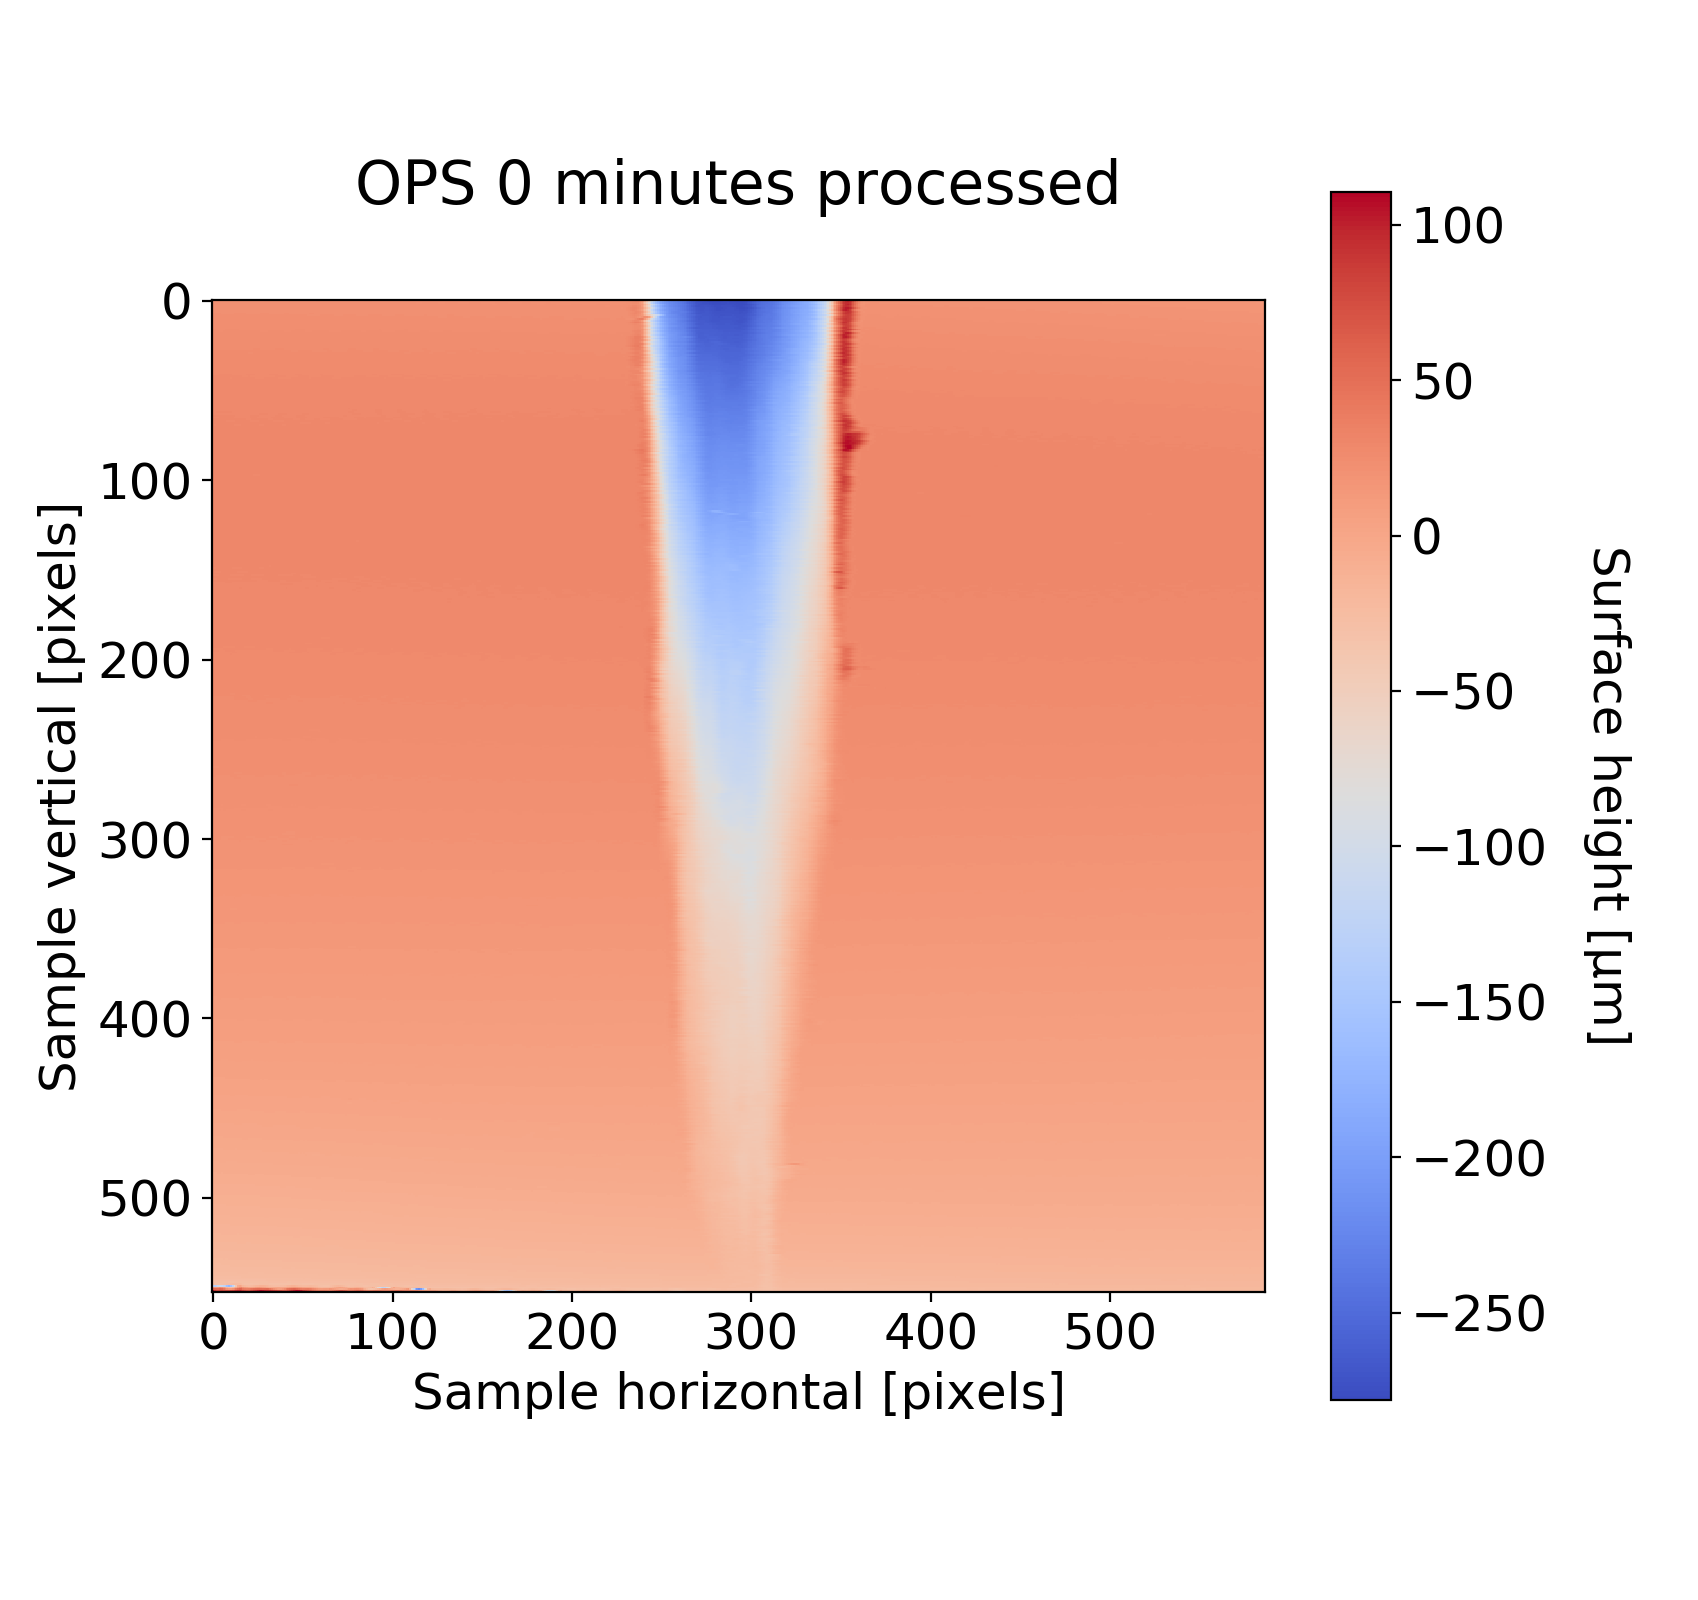 OPS 0 minutes processed
0
100
200
300
400
500
Sample vertical [pixels]
0 100 200 300 400 500
Sample horizontal [pixels]
100
50
0
−50
−100
−150
−200
−250
Surface height [µm]